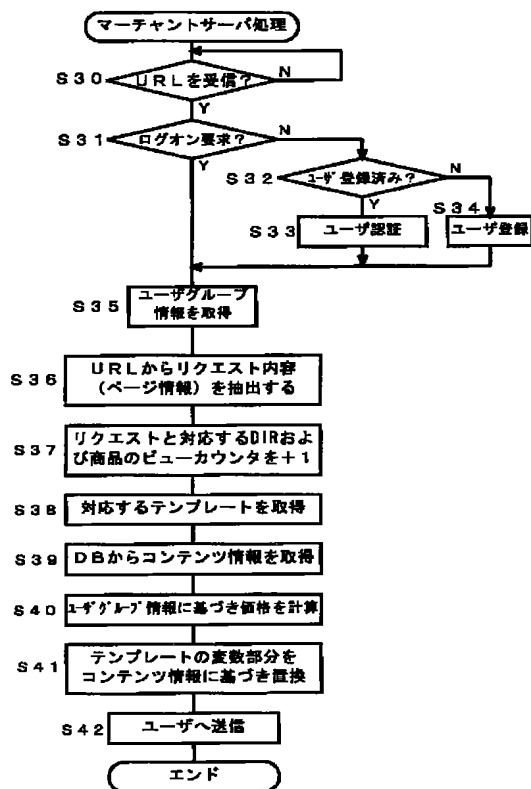 マーチャントサーバ処理
S30
URLを受信?
N
Y
S31
ログオン要求?
N
Y
S32
ユーザ登録済み?
N
Y
S33
ユーザ認証
S34
ユーザ登録
S35
ユーザグループ
情報を取得
S36
URLからリクエスト内容
(ページ情報)を抽出する
S37
リクエストと対応するDIRおよ
び商品のビューカウンタを+1
S38
対応するテンプレートを取得
S39
DBからコンテンツ情報を取得
S40
ユーザグループ情報に基づき価格を計算
S41
テンプレートの変数部分を
コンテンツ情報に基づき置換
S42
ユーザへ送信
エンド